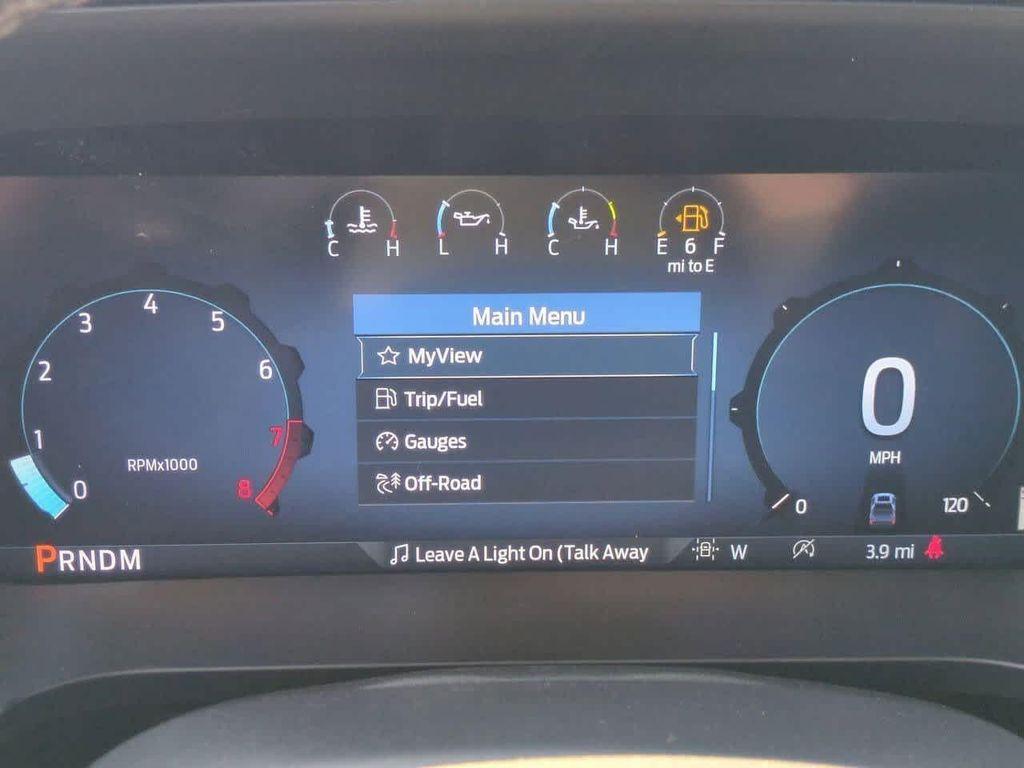 C H
L H
C H
E 6 F
mi to E
0
1
2
3
4
5
6
7
8
RPMx1000
Main Menu
MyView
Trip/Fuel
Gauges
Off-Road
0
MPH
0
120
PRNDM
Leave A Light On (Talk Away
W
3.9 mi